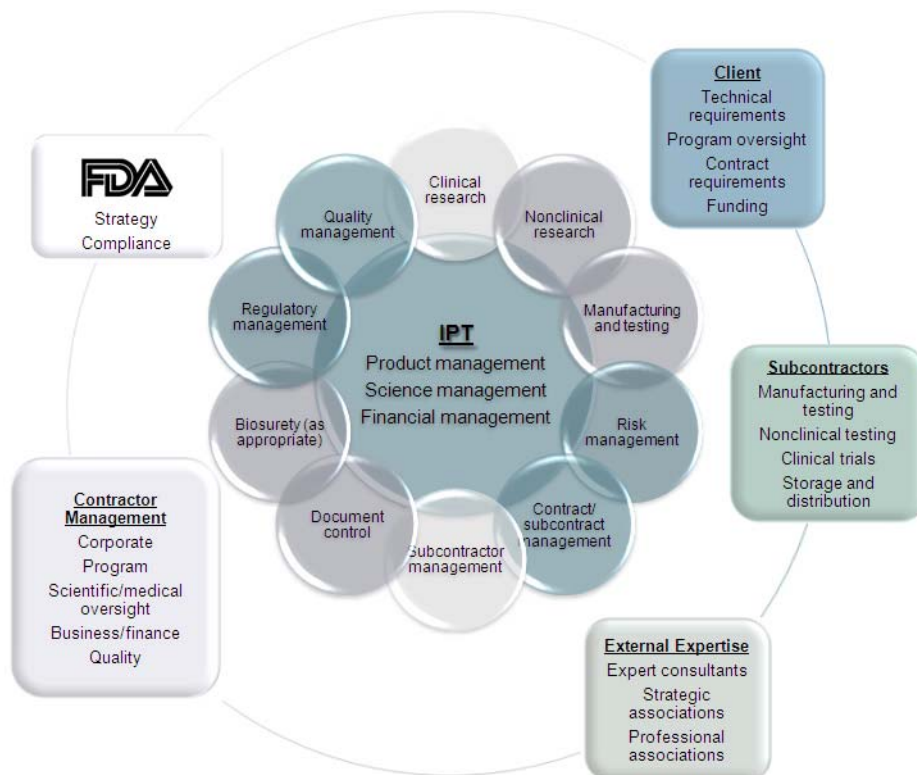 Client
Technical
requirements
Program oversight
Contract
requirements
Funding
FDA
Strategy
Compliance
Clinical
research
Quality
management
Nonclinical
research
Regulatory
management
Manufacturing
and testing
IPT
Product management
Science management
Financial management
Biosurety (as
appropriate)
Risk
management
Document
control
Contract/
subcontract
management
Subcontractor
management
Subcontractors
Manufacturing and
testing
Nonclinical testing
Clinical trials
Storage and
distribution
Contractor
Management
Corporate
Program
Scientific/medical
oversight
Business/finance
Quality
External Expertise
Expert consultants
Strategic
associations
Professional
associations